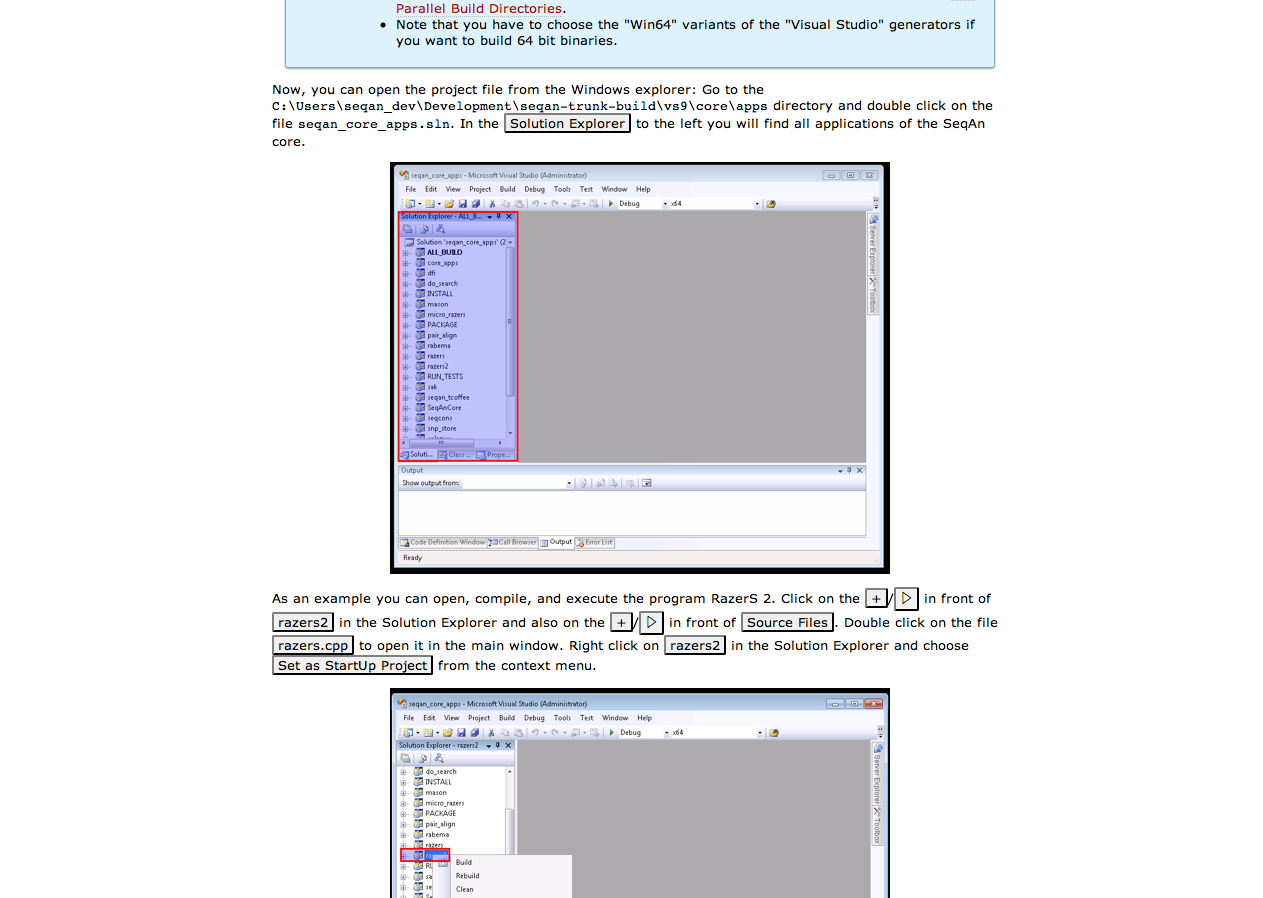 Parallel Build Directories.
Note that you have to choose the "Win64" variants of the "Visual Studio" generators if
you want to build 64 bit binaries.
Now, you can open the project file from the Windows explorer: Go to the
C:\Users\seqan_dev\Development\seqan-trunk-build\vs9\core\apps directory and double click on the
file seqan_core_apps.sln. In the Solution Explorer to the left you will find all applications of the SeqAn
core.
seqan_core_apps - Microsoft Visual Studio (Administrator)
File Edit View Project Build Debug Tools Test Window Help
Debug x64
Solution Explorer - ALL_B...
Solution 'seqan_core_apps' (2
ALL_BUILD
core_apps
dfi
do_search
INSTALL
mason
micro_razers
PACKAGE
pair_align
rabema
razers
razers2
RUN_TESTS
sak
seqan_tcoffee
SeqAnCore
seqcons
snp_store
Soluti... Class ... Prope...
Server Explorer
Toolbox
Output
Show output from:
Code Definition Window Call Browser Output Error List
Ready
As an example you can open, compile, and execute the program RazerS 2. Click on the +/▷ in front of
razers2 in the Solution Explorer and also on the +/▷ in front of Source Files. Double click on the file
razers.cpp to open it in the main window. Right click on razers2 in the Solution Explorer and choose
Set as StartUp Project from the context menu.
seqan_core_apps - Microsoft Visual Studio (Administrator)
File Edit View Project Build Debug Tools Test Window Help
Debug x64
Solution Explorer - razers2
do_search
INSTALL
mason
micro_razers
PACKAGE
pair_align
rabema
razers
RU
sa
se
Build
Rebuild
Clean
Server Explorer
Toolbox